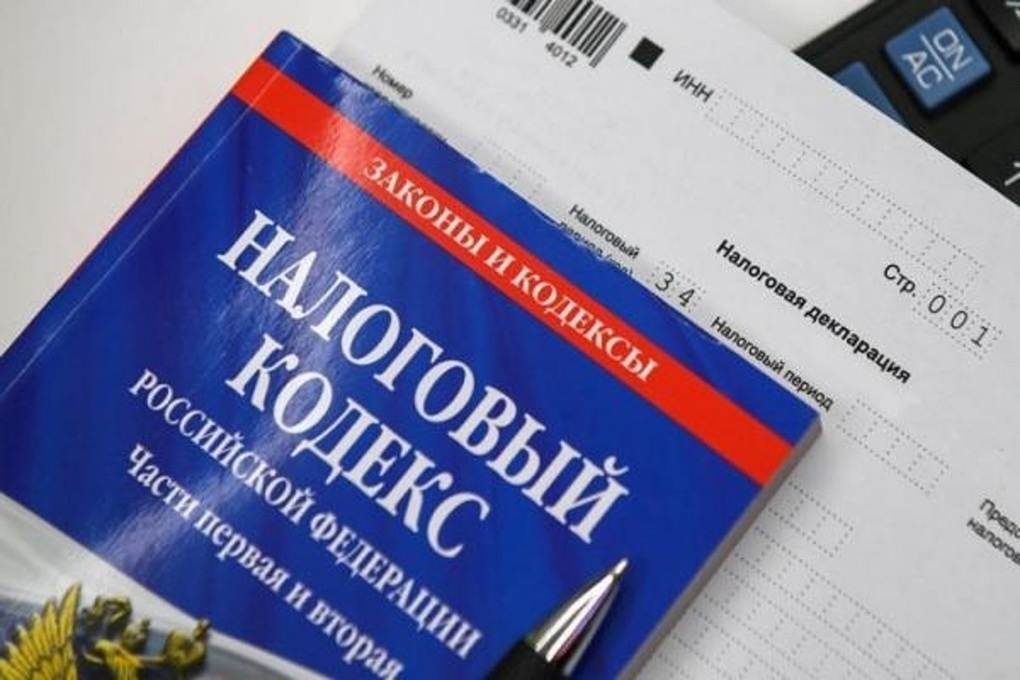 0331 4012
ИНН
Стр. 001
Номер
Налоговая декларация
Налоговый
34
Налоговый период
ЗАКОНЫ И КОДЕКСЫ
НАЛОГОВЫЙ
КОДЕКС
РОССИЙСКОЙ ФЕДЕРАЦИИ
Части первая и вторая
ON
AC
1